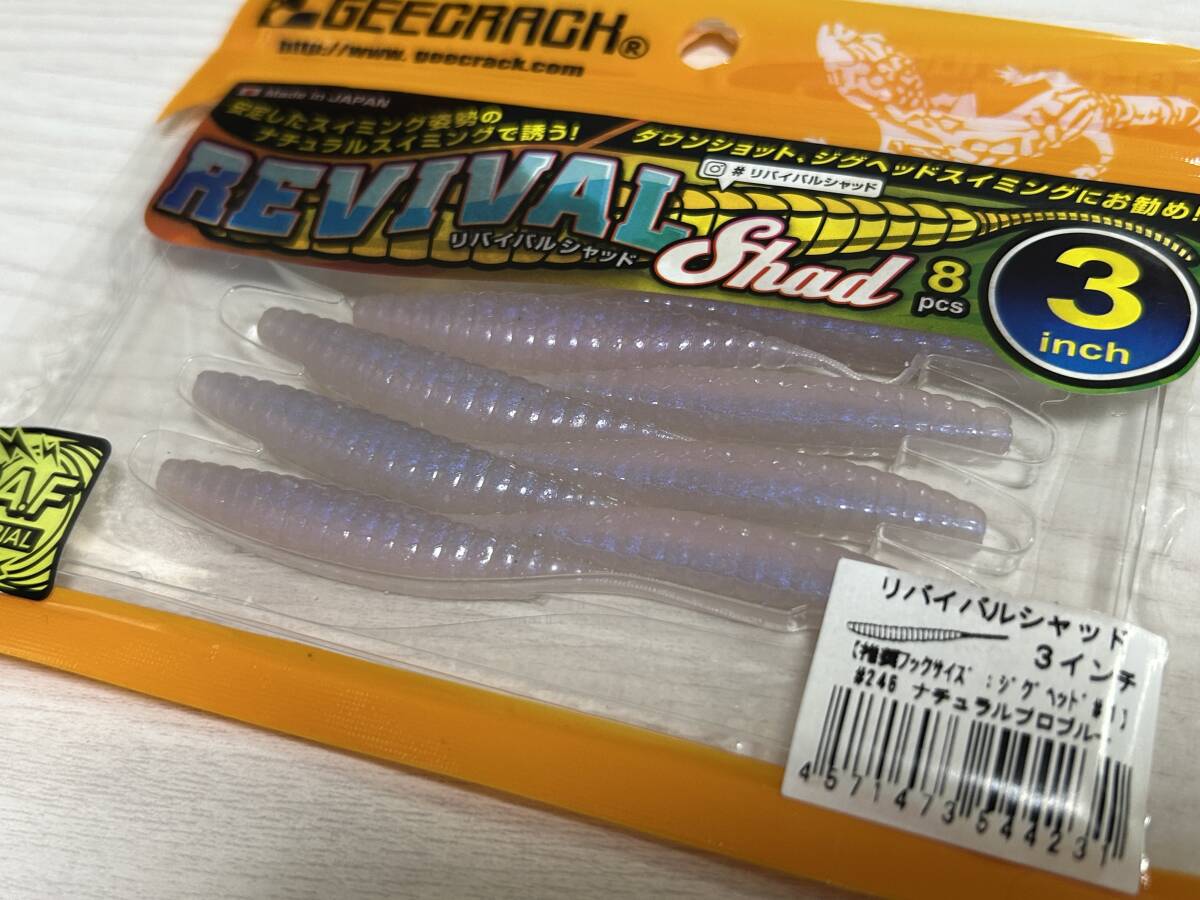 GEECRACK®
http://www.geecrack.com
Made in JAPAN
安定したスイミング姿勢の
ナチュラルスイミングで誘う!
ダウンショット、ジグヘッドスイミングにお勧め
# リバイバルシャッド
REVIVAL
リバイバルシャッド
Shad
8
pcs
3
inch
リバイバルシャッド
3インチ
【推奨フックサイズ:ジグヘッド#1】
#246 ナチュラルプロブルー
4571473544231